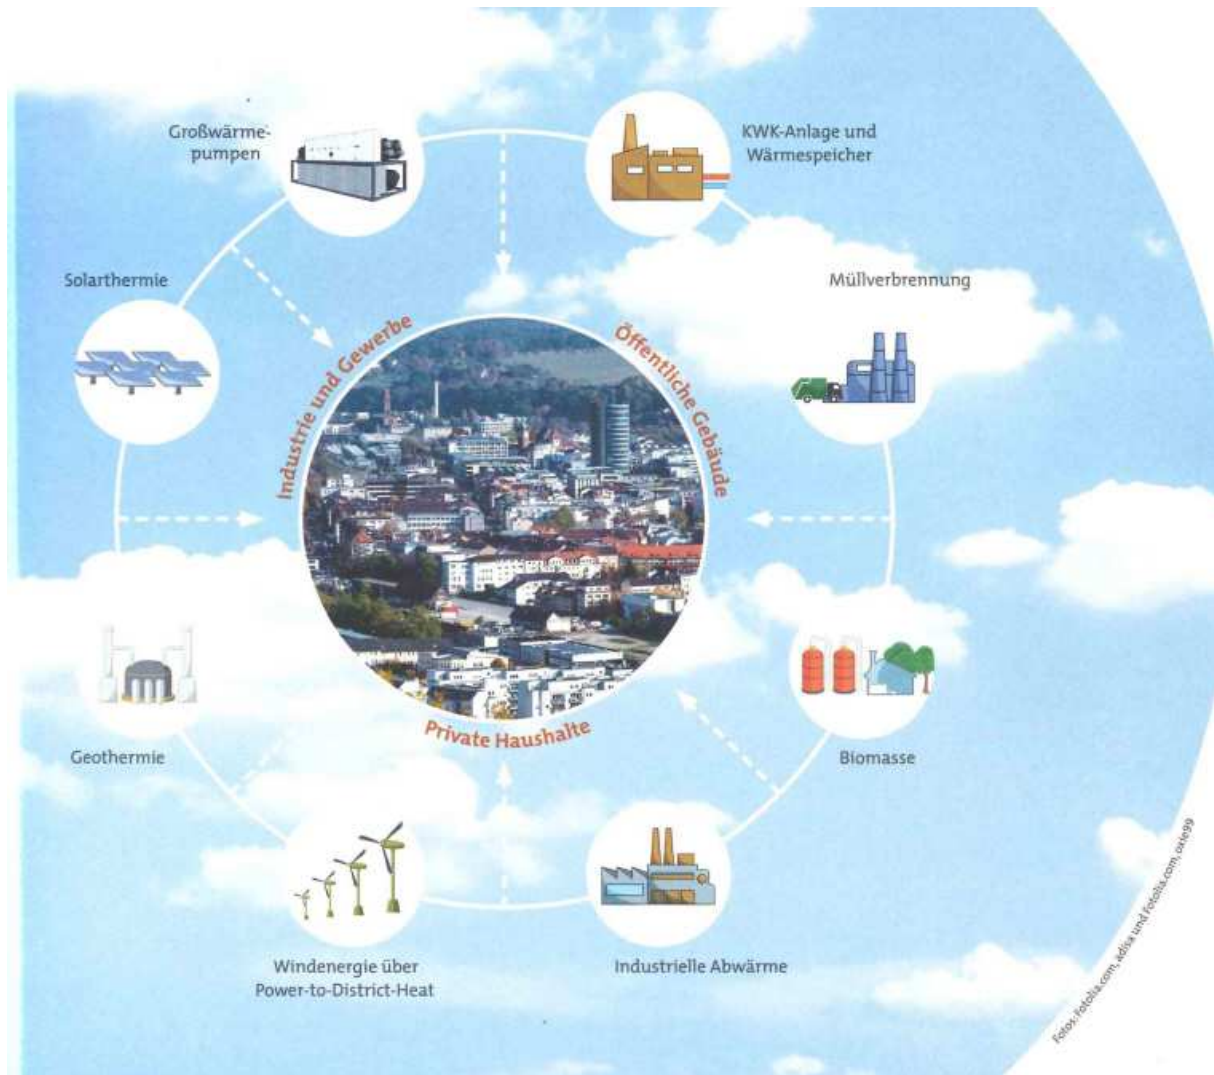 Großwärme-
pumpen
KWK-Anlage und
Wärmespeicher
Solarthermie
Müllverbrennung
Industrie und Gewerbe
Öffentliche Gebäude
Private Haushalte
Geothermie
Biomasse
Windenergie über
Power-to-District-Heat
Industrielle Abwärme
Fotos: Fotolia.com, adisa und Fotolia.com, oxie99